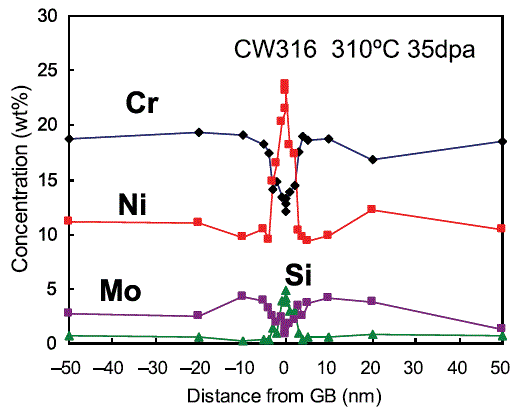 30
CW316 310ºC 35dpa
25
Cr
20
15
Ni
10
Mo
Si
5
0
–50 –40 –30 –20 –10 0 10 20 30 40 50
Distance from GB (nm)
Concentration (wt%)